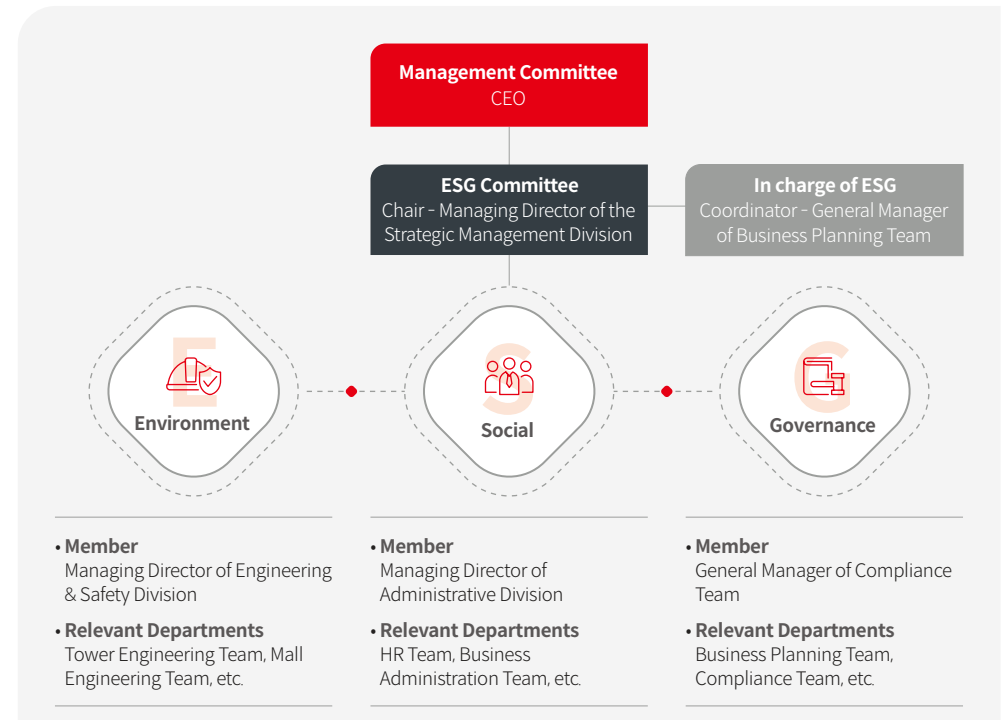 Management Committee
CEO
ESG Committee
Chair - Managing Director of the
Strategic Management Division
In charge of ESG
Coordinator - General Manager
of Business Planning Team
E
Environment
S
Social
G
Governance
• Member
Managing Director of Engineering
& Safety Division
• Relevant Departments
Tower Engineering Team, Mall
Engineering Team, etc.
• Member
Managing Director of
Administrative Division
• Relevant Departments
HR Team, Business
Administration Team, etc.
• Member
General Manager of Compliance
Team
• Relevant Departments
Business Planning Team,
Compliance Team, etc.